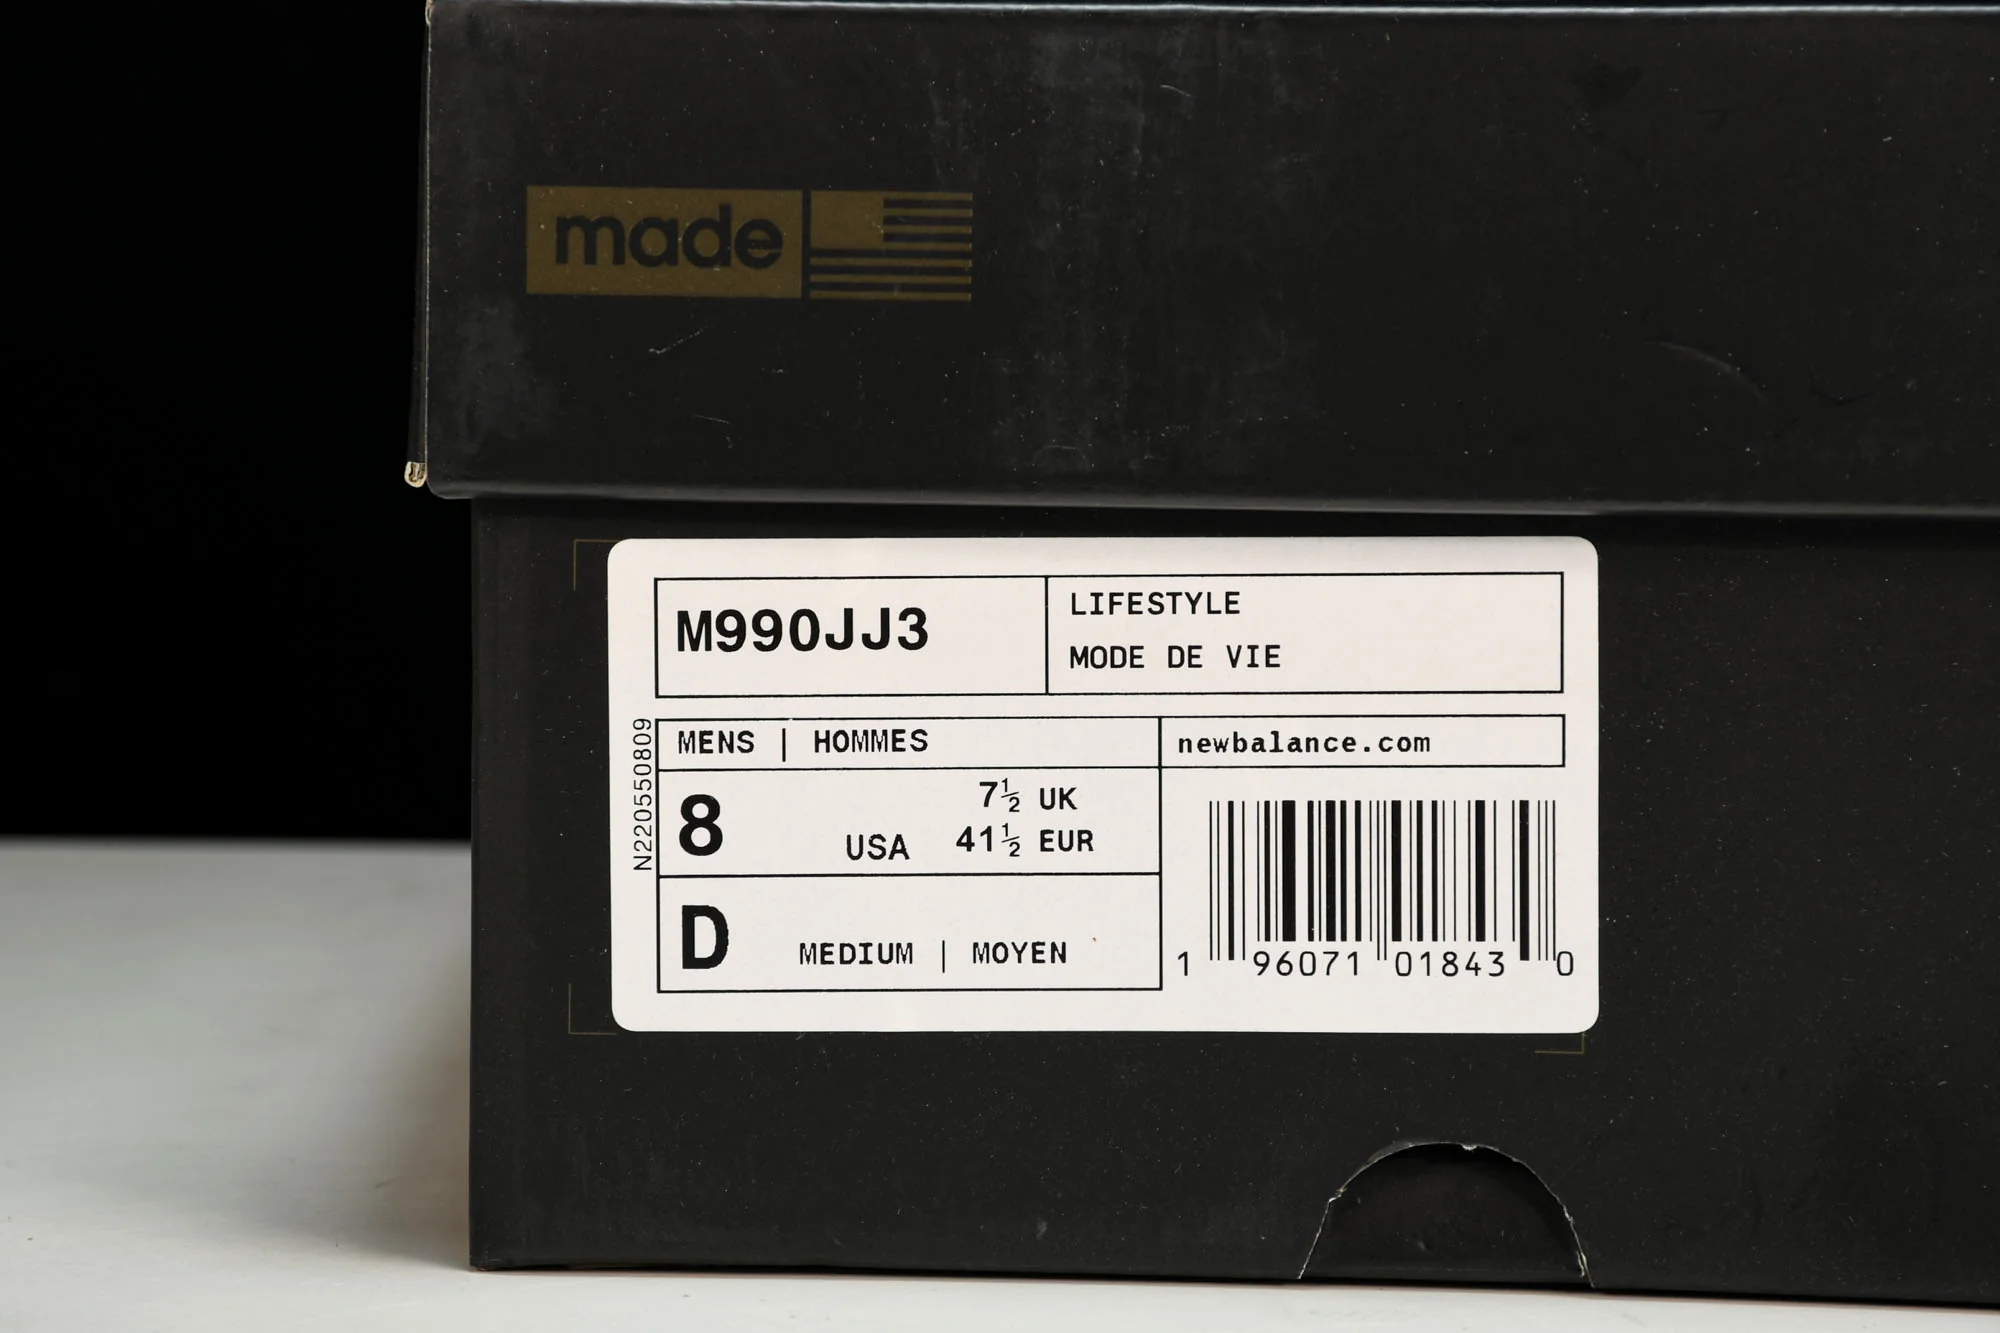 made
M990JJ3
LIFESTYLE
MODE DE VIE
N220550809
MENS | HOMMES
newbalance.com
8 USA 7½ UK
41½ EUR
D MEDIUM | MOYEN
1 96071 01843 0